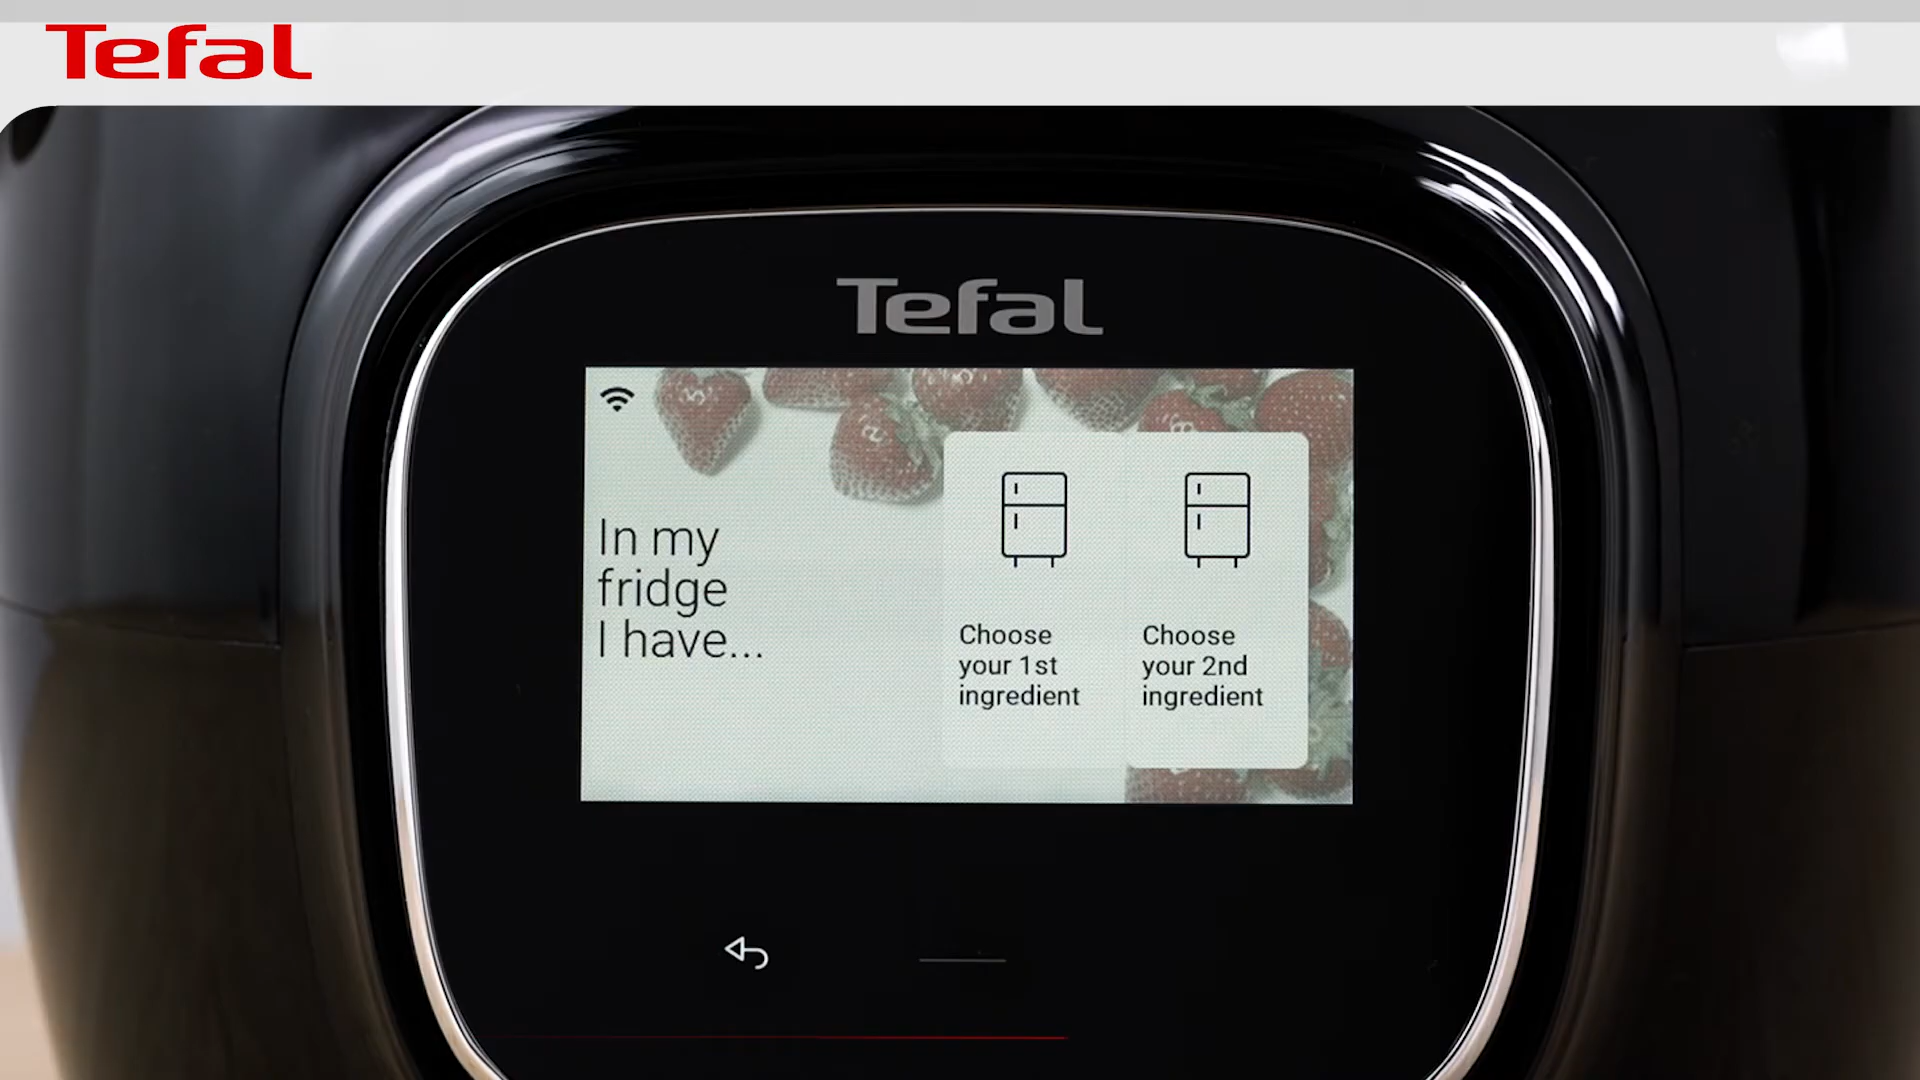 Tefal
Tefal
In my
fridge
I have...
Choose
your 1st
ingredient
Choose
your 2nd
ingredient